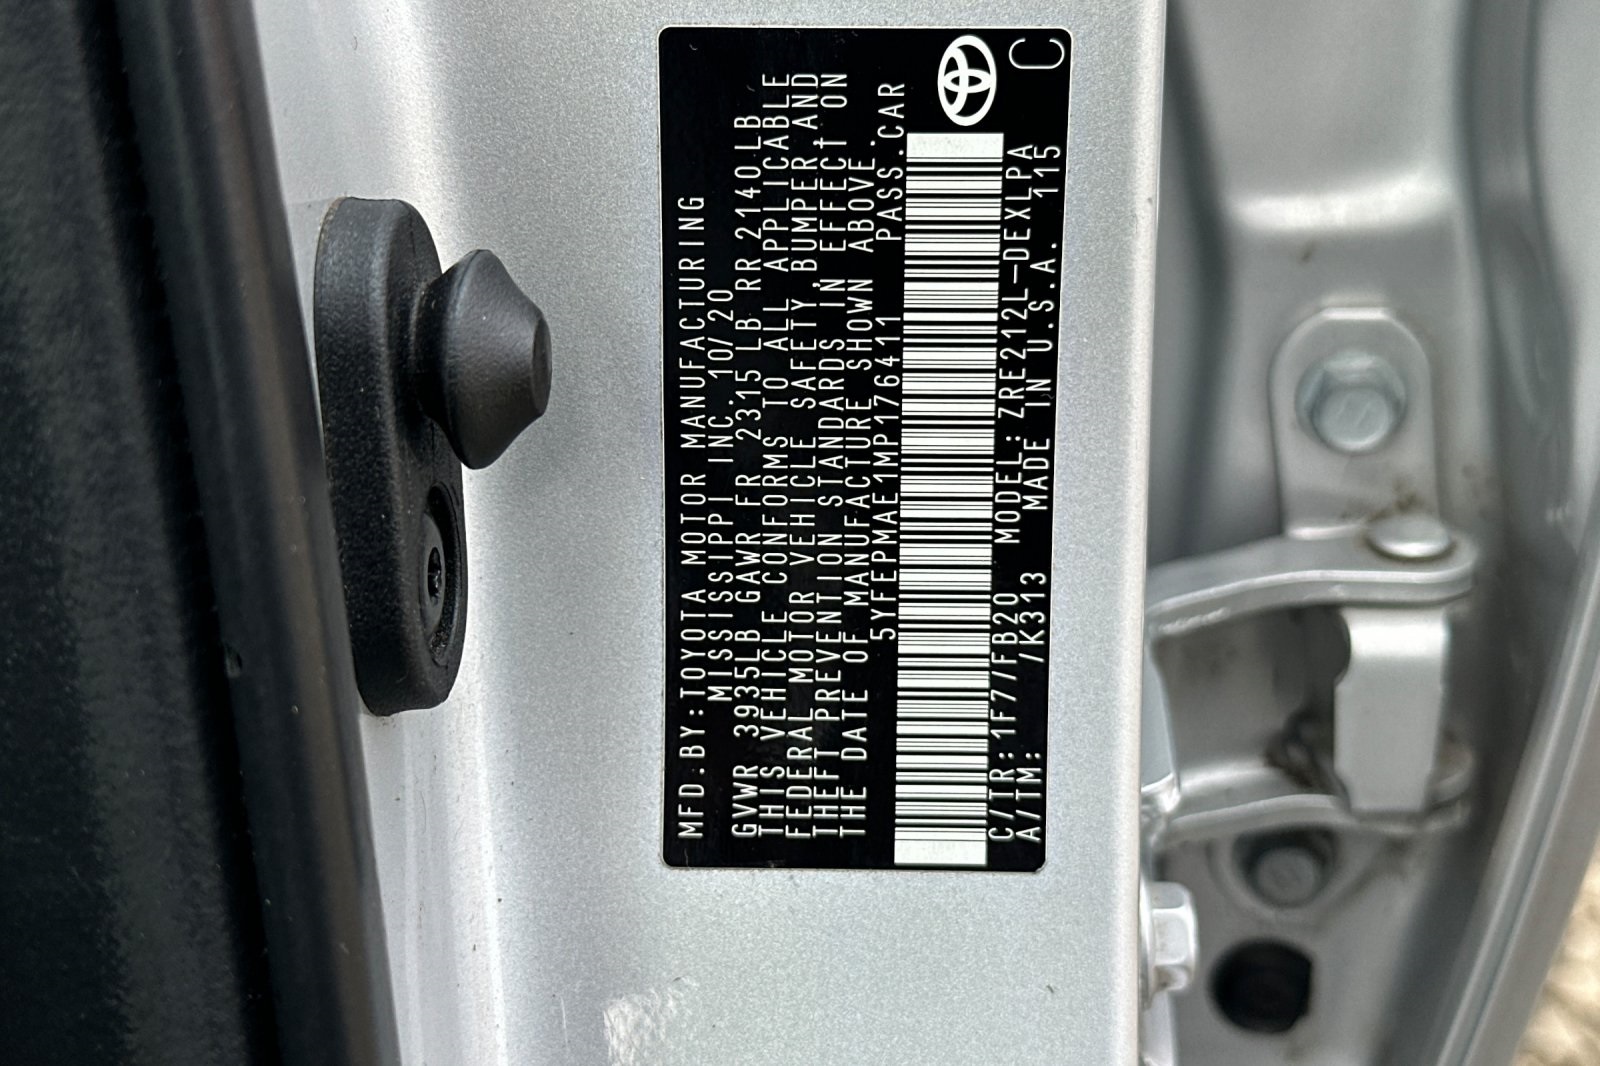 MFD.BY:TOYOTA MOTOR MANUFACTURING
MISSISSIPPI INC.10/20
GVWR 3935LB GAWR FR 2315 LB RR 2140LB
THIS VEHICLE CONFORMS TO ALL APPLICABLE
FEDERAL MOTOR VEHICLE SAFETY,BUMPER,AND
THEFT PREVENTION STANDARDS IN EFFECT ON
THE DATE OF MANUFACTURE SHOWN ABOVE.
5YFEPMAE1MP176411 PASS.CAR
C/TR: 1F7/FB20 MODEL: ZRE212L-DEXLPA
A/TM: /K313 MADE IN U.S.A. 115
C